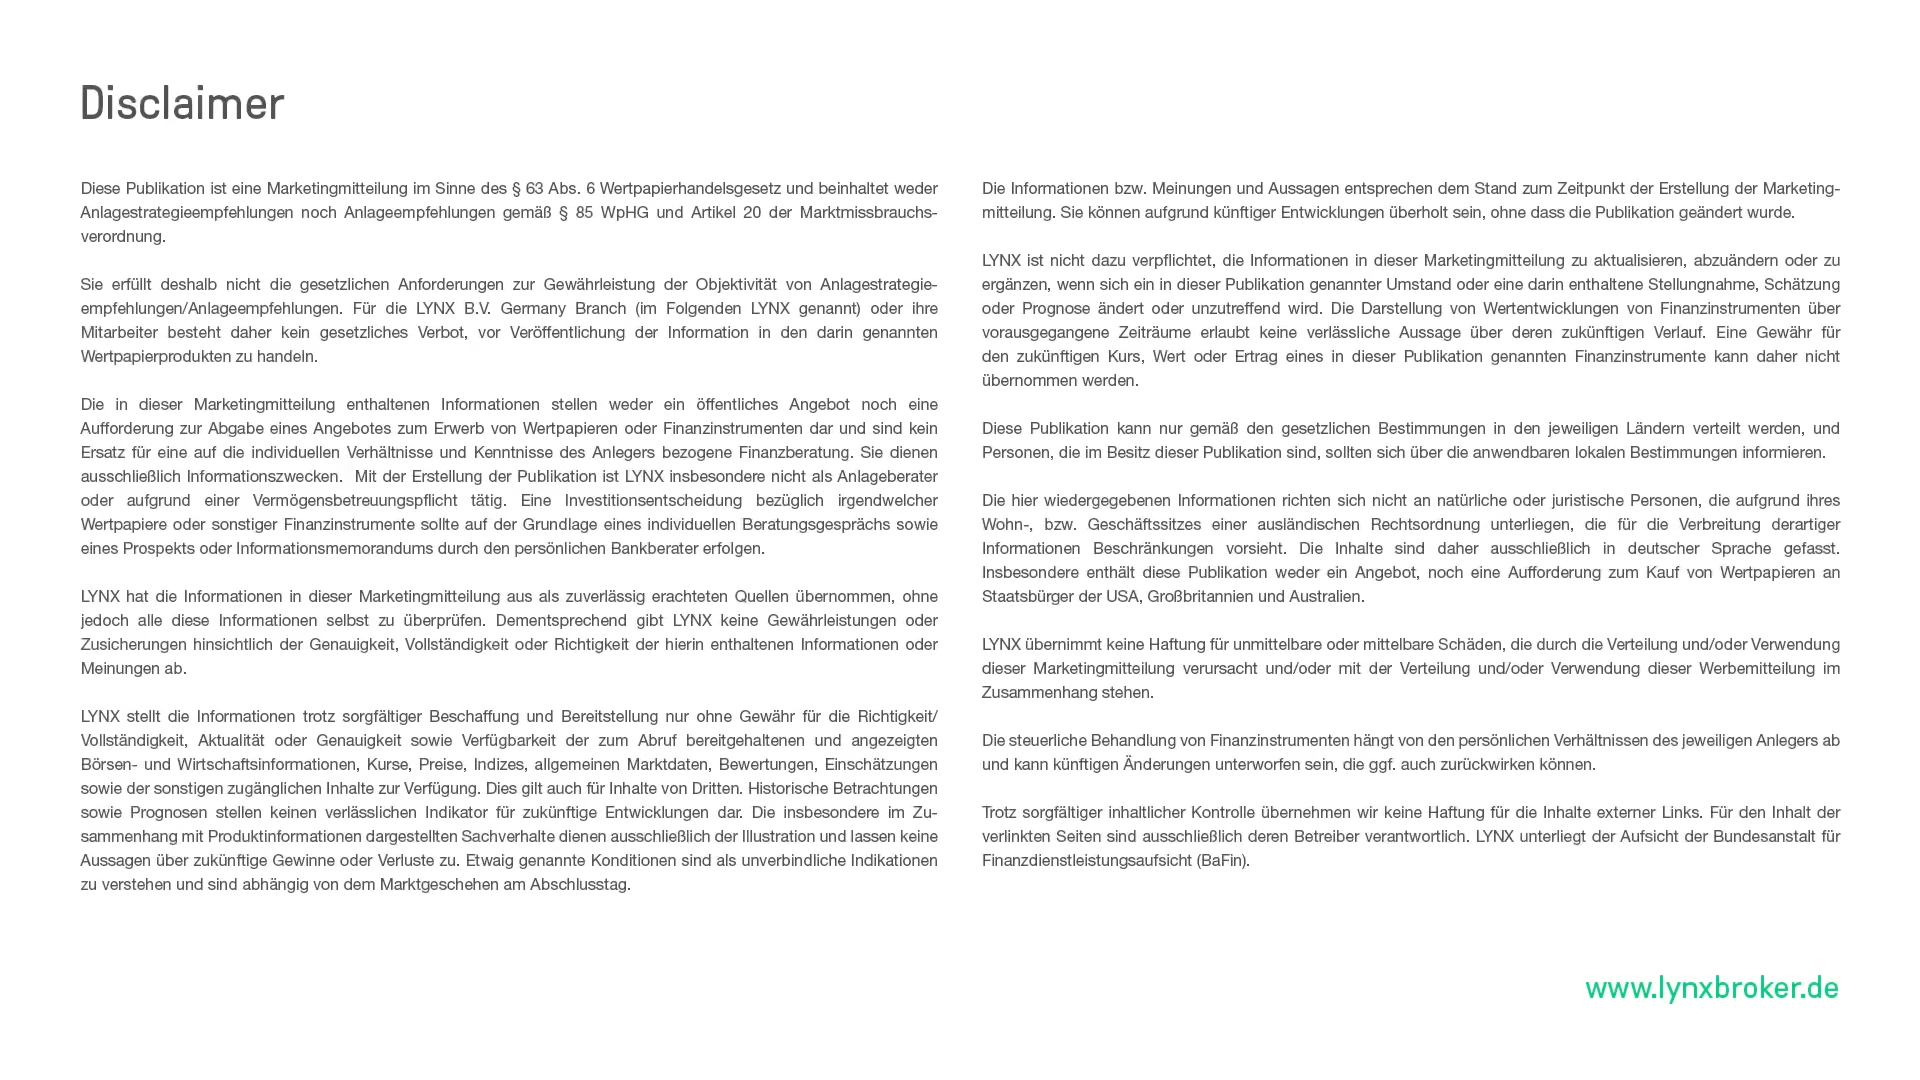 Disclaimer
Diese Publikation ist eine Marketingmitteilung im Sinne des § 63 Abs. 6 Wertpapierhandelsgesetz und beinhaltet weder
Anlagestrategieempfehlungen noch Anlageempfehlungen gemäß § 85 WpHG und Artikel 20 der Marktmissbrauchs-
verordnung.
Sie erfüllt deshalb nicht die gesetzlichen Anforderungen zur Gewährleistung der Objektivität von Anlagestrategie-
empfehlungen/Anlageempfehlungen. Für die LYNX B.V. Germany Branch (im Folgenden LYNX genannt) oder ihre
Mitarbeiter besteht daher kein gesetzliches Verbot, vor Veröffentlichung der Information in den darin genannten
Wertpapierprodukten zu handeln.
Die in dieser Marketingmitteilung enthaltenen Informationen stellen weder ein öffentliches Angebot noch eine
Aufforderung zur Abgabe eines Angebotes zum Erwerb von Wertpapieren oder Finanzinstrumenten dar und sind kein
Ersatz für eine auf die individuellen Verhältnisse und Kenntnisse des Anlegers bezogene Finanzberatung. Sie dienen
ausschließlich Informationszwecken. Mit der Erstellung der Publikation ist LYNX insbesondere nicht als Anlageberater
oder aufgrund einer Vermögensbetreuungspflicht tätig. Eine Investitionsentscheidung bezüglich irgendwelcher
Wertpapiere oder sonstiger Finanzinstrumente sollte auf der Grundlage eines individuellen Beratungsgesprächs sowie
eines Prospekts oder Informationsmemorandums durch den persönlichen Bankberater erfolgen.
LYNX hat die Informationen in dieser Marketingmitteilung aus als zuverlässig erachteten Quellen übernommen, ohne
jedoch alle diese Informationen selbst zu überprüfen. Dementsprechend gibt LYNX keine Gewährleistungen oder
Zusicherungen hinsichtlich der Genauigkeit, Vollständigkeit oder Richtigkeit der hierin enthaltenen Informationen oder
Meinungen ab.
LYNX stellt die Informationen trotz sorgfältiger Beschaffung und Bereitstellung nur ohne Gewähr für die Richtigkeit/
Vollständigkeit, Aktualität oder Genauigkeit sowie Verfügbarkeit der zum Abruf bereitgehaltenen und angezeigten
Börsen- und Wirtschaftsinformationen, Kurse, Preise, Indizes, allgemeinen Marktdaten, Bewertungen, Einschätzungen
sowie der sonstigen zugänglichen Inhalte zur Verfügung. Dies gilt auch für Inhalte von Dritten. Historische Betrachtungen
sowie Prognosen stellen keinen verlässlichen Indikator für zukünftige Entwicklungen dar. Die insbesondere im Zu-
sammenhang mit Produktinformationen dargestellten Sachverhalte dienen ausschließlich der Illustration und lassen keine
Aussagen über zukünftige Gewinne oder Verluste zu. Etwaig genannte Konditionen sind als unverbindliche Indikationen
zu verstehen und sind abhängig von dem Marktgeschehen am Abschlusstag.
Die Informationen bzw. Meinungen und Aussagen entsprechen dem Stand zum Zeitpunkt der Erstellung der Marketing-
mitteilung. Sie können aufgrund künftiger Entwicklungen überholt sein, ohne dass die Publikation geändert wurde.
LYNX ist nicht dazu verpflichtet, die Informationen in dieser Marketingmitteilung zu aktualisieren, abzuändern oder zu
ergänzen, wenn sich ein in dieser Publikation genannter Umstand oder eine darin enthaltene Stellungnahme, Schätzung
oder Prognose ändert oder unzutreffend wird. Die Darstellung von Wertentwicklungen von Finanzinstrumenten über
vorausgegangene Zeiträume erlaubt keine verlässliche Aussage über deren zukünftigen Verlauf. Eine Gewähr für
den zukünftigen Kurs, Wert oder Ertrag eines in dieser Publikation genannten Finanzinstrumente kann daher nicht
übernommen werden.
Diese Publikation kann nur gemäß den gesetzlichen Bestimmungen in den jeweiligen Ländern verteilt werden, und
Personen, die im Besitz dieser Publikation sind, sollten sich über die anwendbaren lokalen Bestimmungen informieren.
Die hier wiedergegebenen Informationen richten sich nicht an natürliche oder juristische Personen, die aufgrund ihres
Wohn-, bzw. Geschäftssitzes einer ausländischen Rechtsordnung unterliegen, die für die Verbreitung derartiger
Informationen Beschränkungen vorsieht. Die Inhalte sind daher ausschließlich in deutscher Sprache gefasst.
Insbesondere enthält diese Publikation weder ein Angebot, noch eine Aufforderung zum Kauf von Wertpapieren an
Staatsbürger der USA, Großbritannien und Australien.
LYNX übernimmt keine Haftung für unmittelbare oder mittelbare Schäden, die durch die Verteilung und/oder Verwendung
dieser Marketingmitteilung verursacht und/oder mit der Verteilung und/oder Verwendung dieser Werbemitteilung im
Zusammenhang stehen.
Die steuerliche Behandlung von Finanzinstrumenten hängt von den persönlichen Verhältnissen des jeweiligen Anlegers ab
und kann künftigen Änderungen unterworfen sein, die ggf. auch zurückwirken können.
Trotz sorgfältiger inhaltlicher Kontrolle übernehmen wir keine Haftung für die Inhalte externer Links. Für den Inhalt der
verlinkten Seiten sind ausschließlich deren Betreiber verantwortlich. LYNX unterliegt der Aufsicht der Bundesanstalt für
Finanzdienstleistungsaufsicht (BaFin).
www.lynxbroker.de